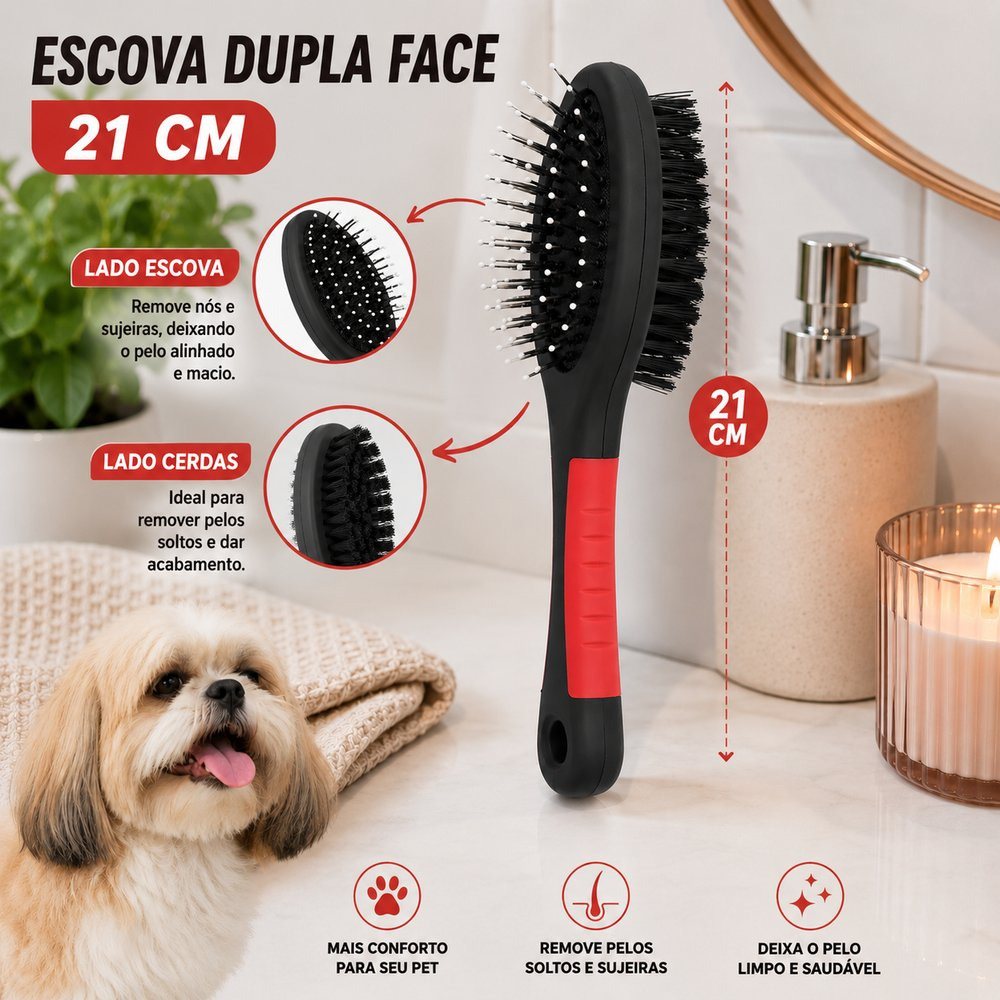 ESCOVA DUPLA FACE
21 CM
LADO ESCOVA
Remove nós e
sujeiras, deixando
o pelo alinhado
e macio.
LADO CERDAS
Ideal para
remover pelos
soltos e dar
acabamento.
21
CM
MAIS CONFORTO
PARA SEU PET
REMOVE PELOS
SOLTOS E SUJEIRAS
DEIXA O PELO
LIMPO E SAUDÁVEL